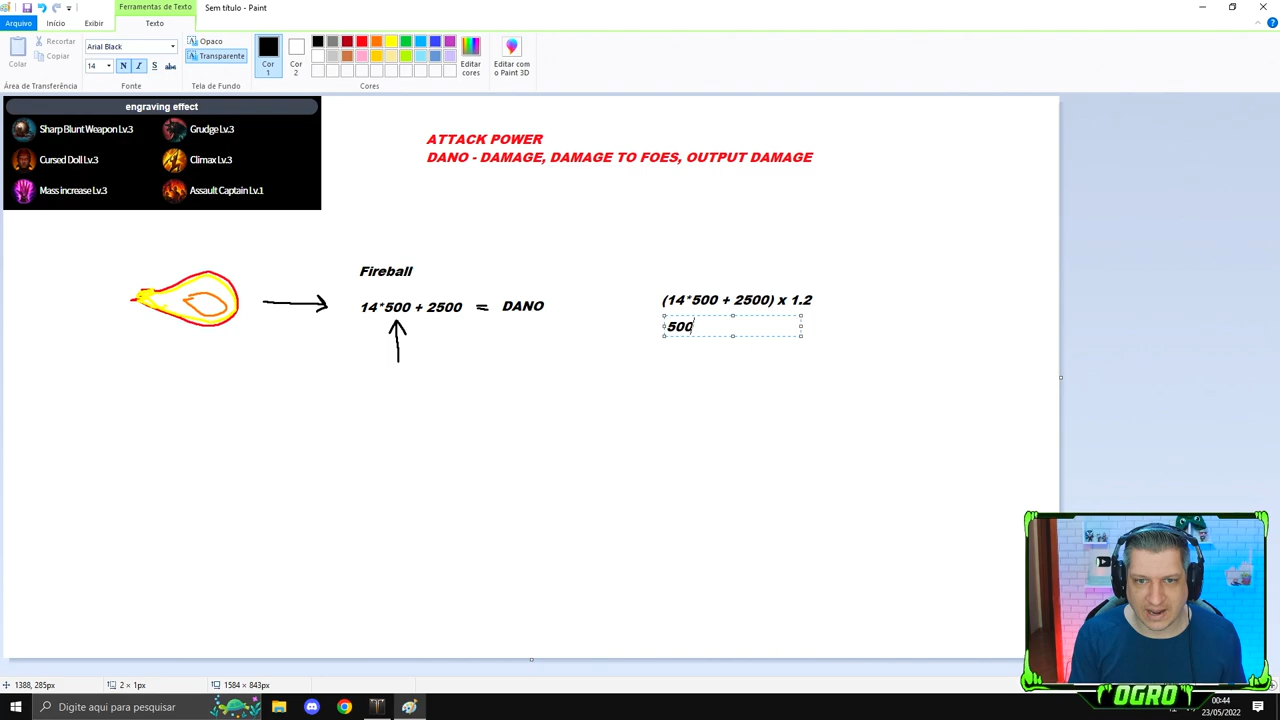 Ferramentas de Texto
Sem título - Paint
Arquivo
Início
Exibir
Texto
Colar
Recortar
Copiar
Área de Transferência
Arial Black
14
N
I
S
abc
Fonte
Opaco
Transparente
Tela de Fundo
Cor 1
Cor 2
Cores
Editar cores
Editar com o Paint 3D
engraving effect
Sharp Blunt Weapon Lv.3
Grudge Lv.3
Cursed Doll Lv.3
Climax Lv.3
Mass increase Lv.3
Assault Captain Lv.1
ATTACK POWER
DANO - DAMAGE, DAMAGE TO FOES, OUTPUT DAMAGE
Fireball
14*500 + 2500 = DANO
(14*500 + 2500) x 1.2
500
OGRO
1388, 285px
2 × 1px
1584 × 843px
Digite aqui para pesquisar
00:44
23/05/2022